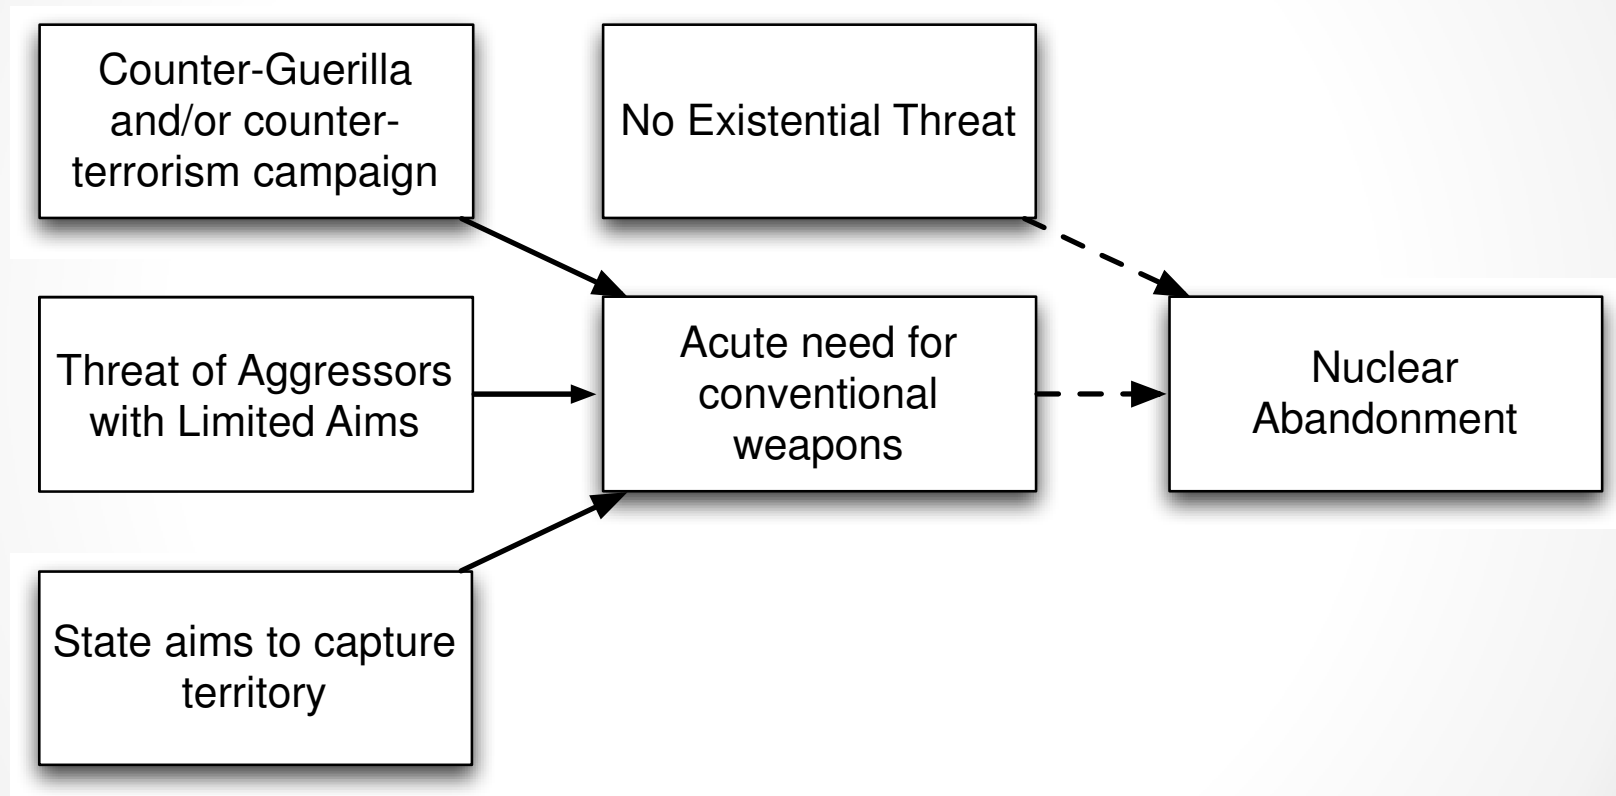 Counter-Guerilla
and/or counter-
terrorism campaign
No Existential Threat
Threat of Aggressors
with Limited Aims
Acute need for
conventional
weapons
Nuclear
Abandonment
State aims to capture
territory